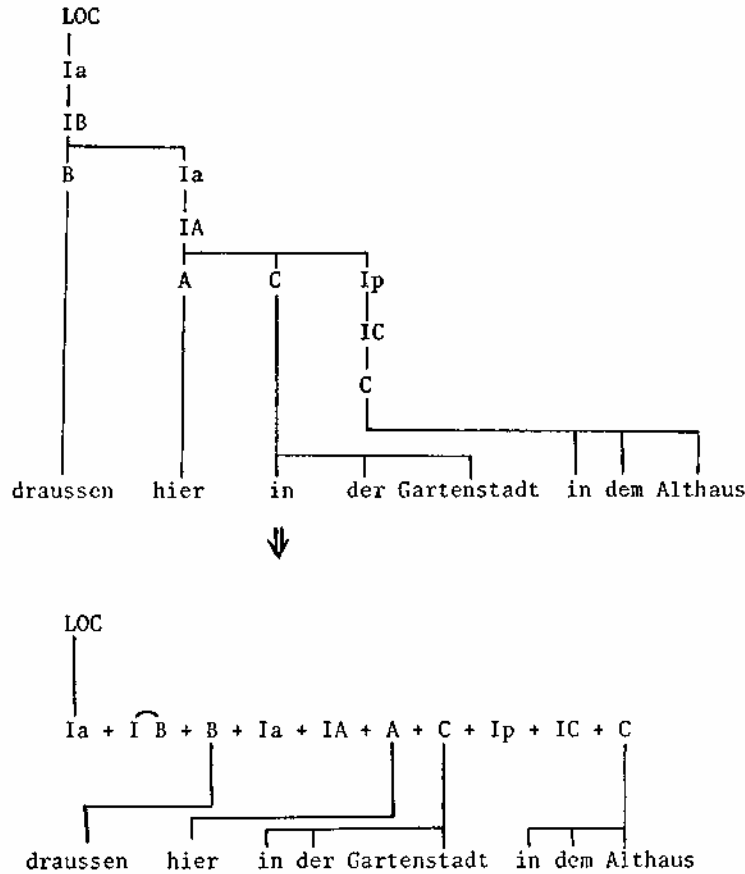 LOC
Ia
IB
B Ia
IA
A C Ip
IC
C
draussen hier in der Gartenstadt in dem Althaus
⇓
LOC
Ia + I B + B + Ia + IA + A + C + Ip + IC + C
draussen hier in der Gartenstadt in dem Althaus